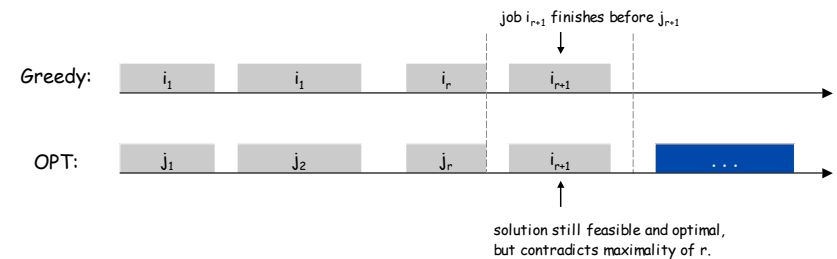 job i_{r+1} finishes before j_{r+1}
Greedy: i_1 i_1 i_r i_{r+1}
OPT: j_1 j_2 j_r i_{r+1} . . .
solution still feasible and optimal,
but contradicts maximality of r.